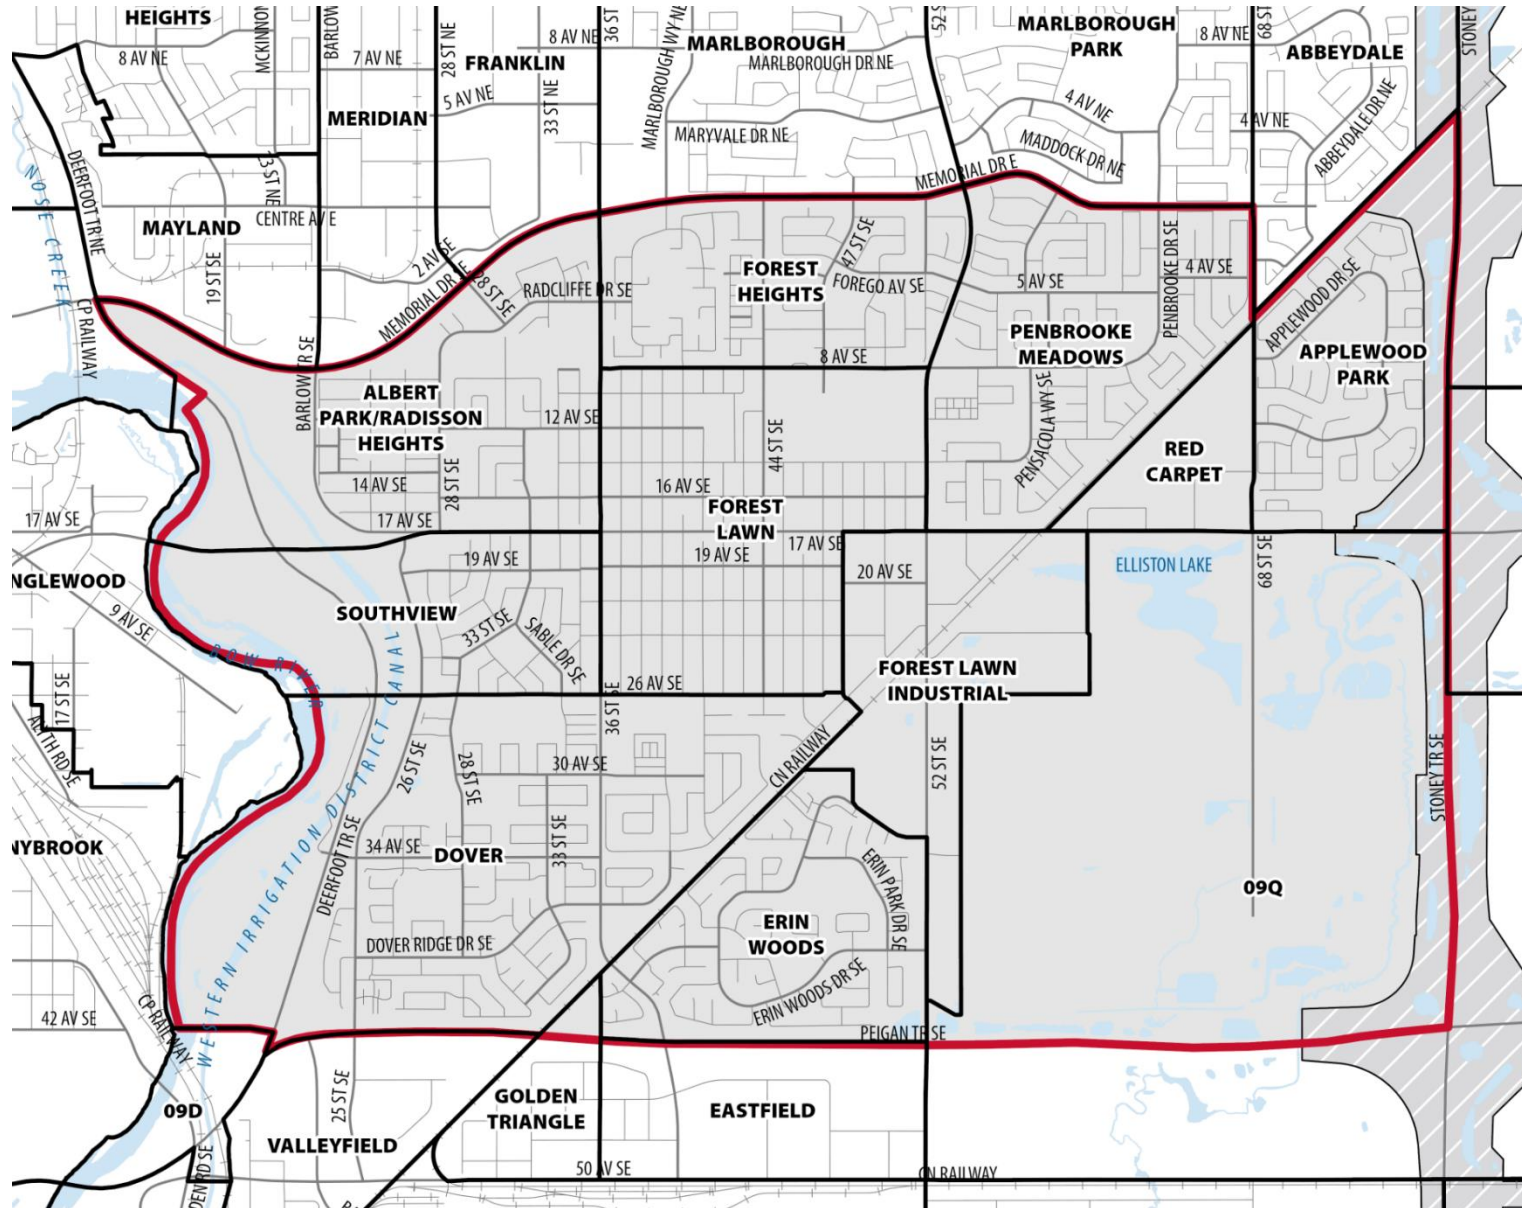 HEIGHTS
MCKINNON
BARLOW
8 AV NE
36 ST NE
52 S
MARLBOROUGH
PARK
8 AV NE
68 ST
STONEY
8 AV NE
7 AV NE
28 ST NE
FRANKLIN
MARLBOROUGH WY NE
MARLBOROUGH
MARLBOROUGH DR NE
ABBEYDALE
5 AV NE
33 ST NE
MERIDIAN
MARYVALE DR NE
4 AV NE
MADDOCK DR NE
4 AV NE
ABBEYDALE DR NE
NOSE CREEK
DEERFOOT TR NE
23 ST NE
MEMORIAL DR E
MAYLAND
CENTRE AV E
19 ST SE
2 AV SE
MEMORIAL DR SE
28 ST SE
RADCLIFFE DR SE
FOREST
HEIGHTS
47 ST SE
FOREGO AV SE
5 AV SE
PENBROOKE DR SE
4 AV SE
APPLEWOOD DR SE
CP RAILWAY
PENBROOKE
MEADOWS
APPLEWOOD
PARK
8 AV SE
BARLOW TR SE
ALBERT
PARK/RADISSON
HEIGHTS
12 AV SE
44 ST SE
PENSACOLA WY SE
RED
CARPET
14 AV SE
28 ST SE
16 AV SE
FOREST
LAWN
17 AV SE
17 AV SE
17 AV SE
19 AV SE
19 AV SE
20 AV SE
ELLISTON LAKE
68 ST SE
NGLEWOOD
9 AV SE
SOUTHVIEW
33 ST SE
SABLE DR SE
BOW RIVER
17 ST SE
26 AV SE
36 ST SE
FOREST LAWN
INDUSTRIAL
ALYTH RD SE
26 ST SE
28 ST SE
30 AV SE
CN RAILWAY
52 ST SE
STONEY TR SE
NYBROOK
DEERFOOT TR SE
34 AV SE
DOVER
33 ST SE
ERIN PARK DR SE
09Q
WESTERN IRRIGATION DISTRICT CANAL
DOVER RIDGE DR SE
ERIN
WOODS
ERIN WOODS DR SE
42 AV SE
CP RAILWAY
PEIGAN TR SE
09D
25 ST SE
GOLDEN
TRIANGLE
EASTFIELD
VALLEYFIELD
DEN RD SE
50 AV SE
CN RAILWAY